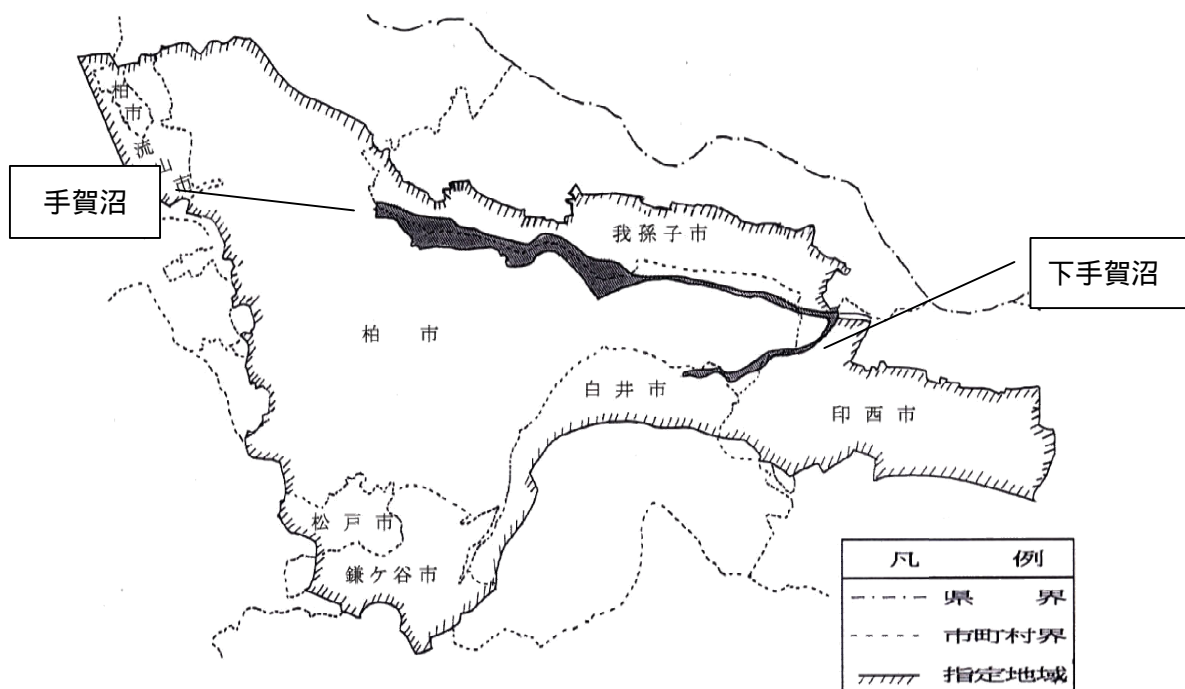 柏市
流山市
手賀沼
我孫子市
下手賀沼
柏市
白井市
印西市
松戸市
鎌ケ谷市
凡 例
県 界
市町村界
指定地域